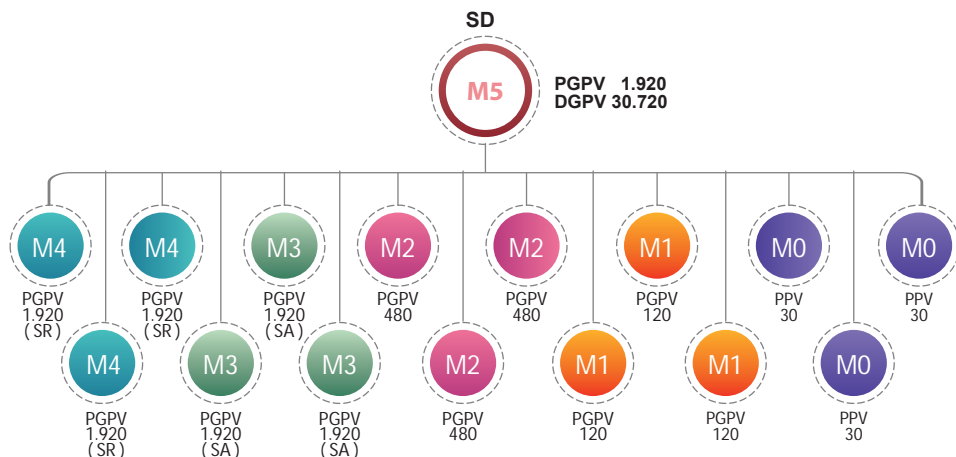 SD
M5
PGPV 1.920
DGPV 30.720
M4
M4
M3
M2
M2
M1
M0
M0
PGPV
1.920
( SR )
PGPV
1.920
( SR )
PGPV
1.920
( SA )
PGPV
480
PGPV
480
PGPV
120
PPV
30
PPV
30
M4
M3
M3
M2
M1
M1
M0
PGPV
1.920
( SR )
PGPV
1.920
( SA )
PGPV
1.920
( SA )
PGPV
480
PGPV
120
PGPV
120
PPV
30